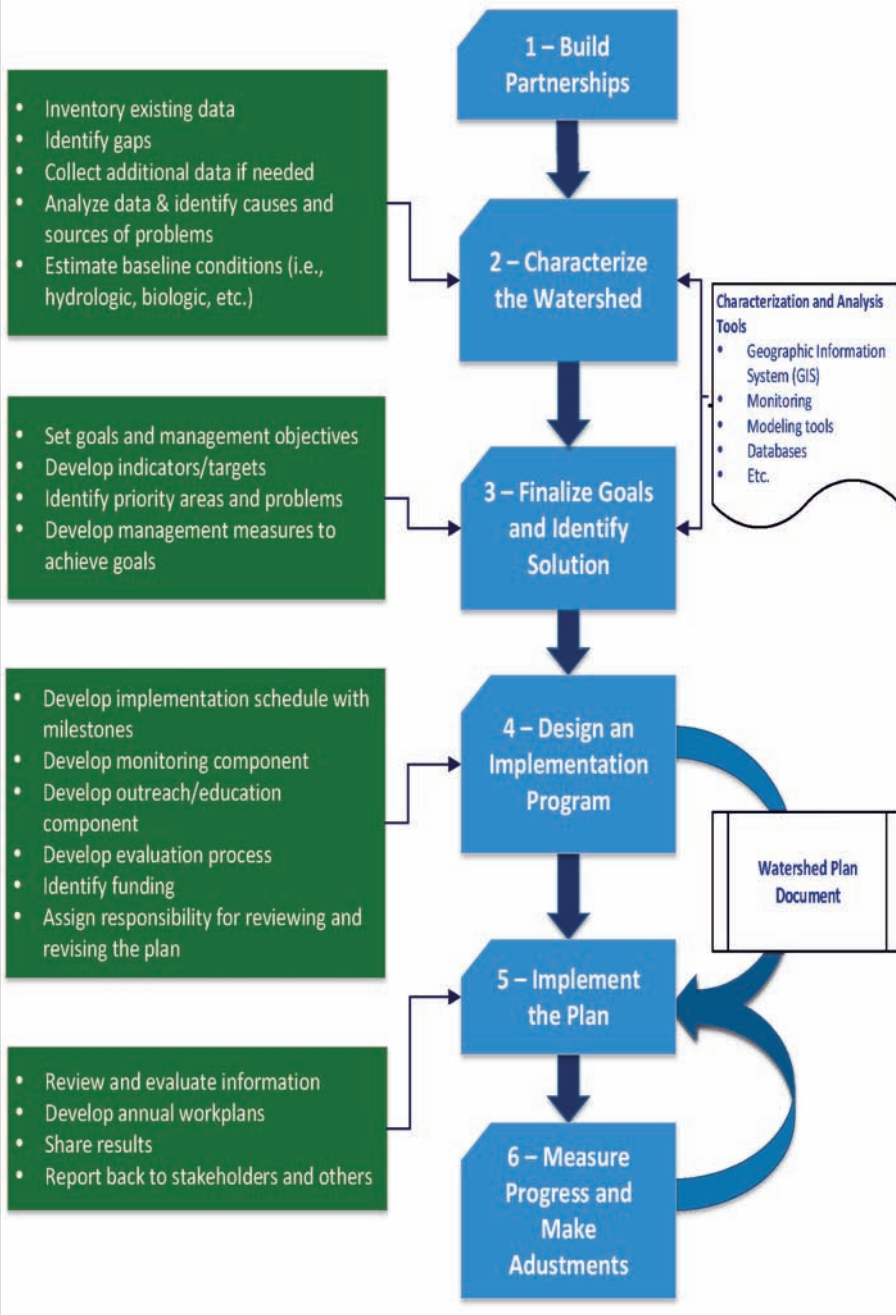 1 – Build
Partnerships
• Inventory existing data
• Identify gaps
• Collect additional data if needed
• Analyze data & identify causes and
sources of problems
• Estimate baseline conditions (i.e.,
hydrologic, biologic, etc.)
2 – Characterize
the Watershed
Characterization and Analysis
Tools
• Geographic Information
System (GIS)
• Monitoring
• Modeling tools
• Databases
• Etc.
• Set goals and management objectives
• Develop indicators/targets
• Identify priority areas and problems
• Develop management measures to
achieve goals
3 – Finalize Goals
and Identify
Solution
• Develop implementation schedule with
milestones
• Develop monitoring component
• Develop outreach/education
component
• Develop evaluation process
• Identify funding
• Assign responsibility for reviewing and
revising the plan
4 – Design an
Implementation
Program
Watershed Plan
Document
5 – Implement
the Plan
• Review and evaluate information
• Develop annual workplans
• Share results
• Report back to stakeholders and others
6 – Measure
Progress and
Make
Adustments